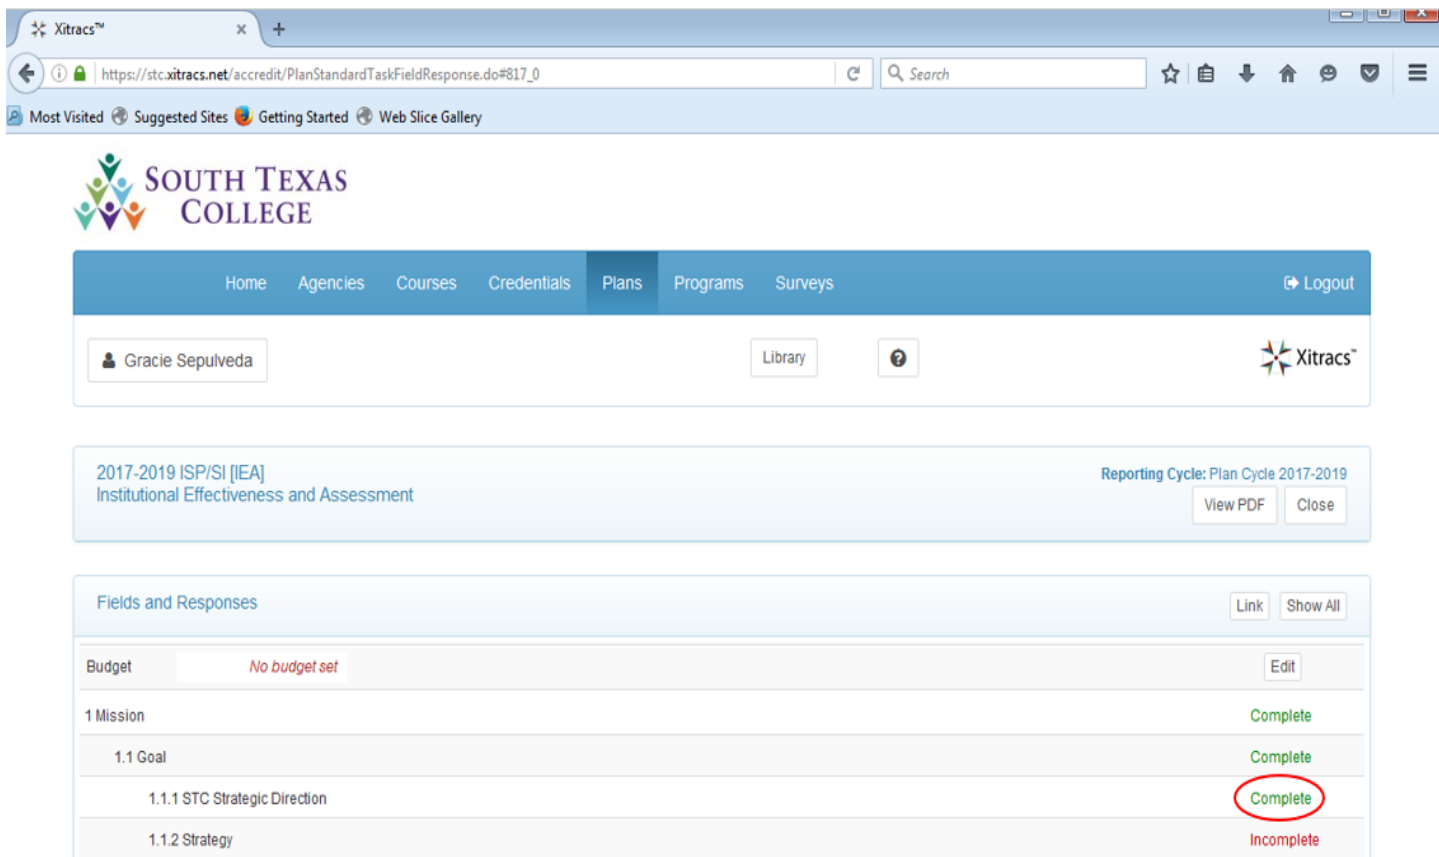 Xitracs™
https://stc.xitracs.net/accredit/PlanStandardTaskFieldResponse.do#817_0
Search
Most Visited Suggested Sites Getting Started Web Slice Gallery
SOUTH TEXAS
COLLEGE
Home Agencies Courses Credentials Plans Programs Surveys Logout
Gracie Sepulveda Library Xitracs™
2017-2019 ISP/SI [IEA] Reporting Cycle: Plan Cycle 2017-2019
Institutional Effectiveness and Assessment View PDF Close
Fields and Responses Link Show All
Budget No budget set Edit
1 Mission Complete
1.1 Goal Complete
1.1.1 STC Strategic Direction Complete
1.1.2 Strategy Incomplete